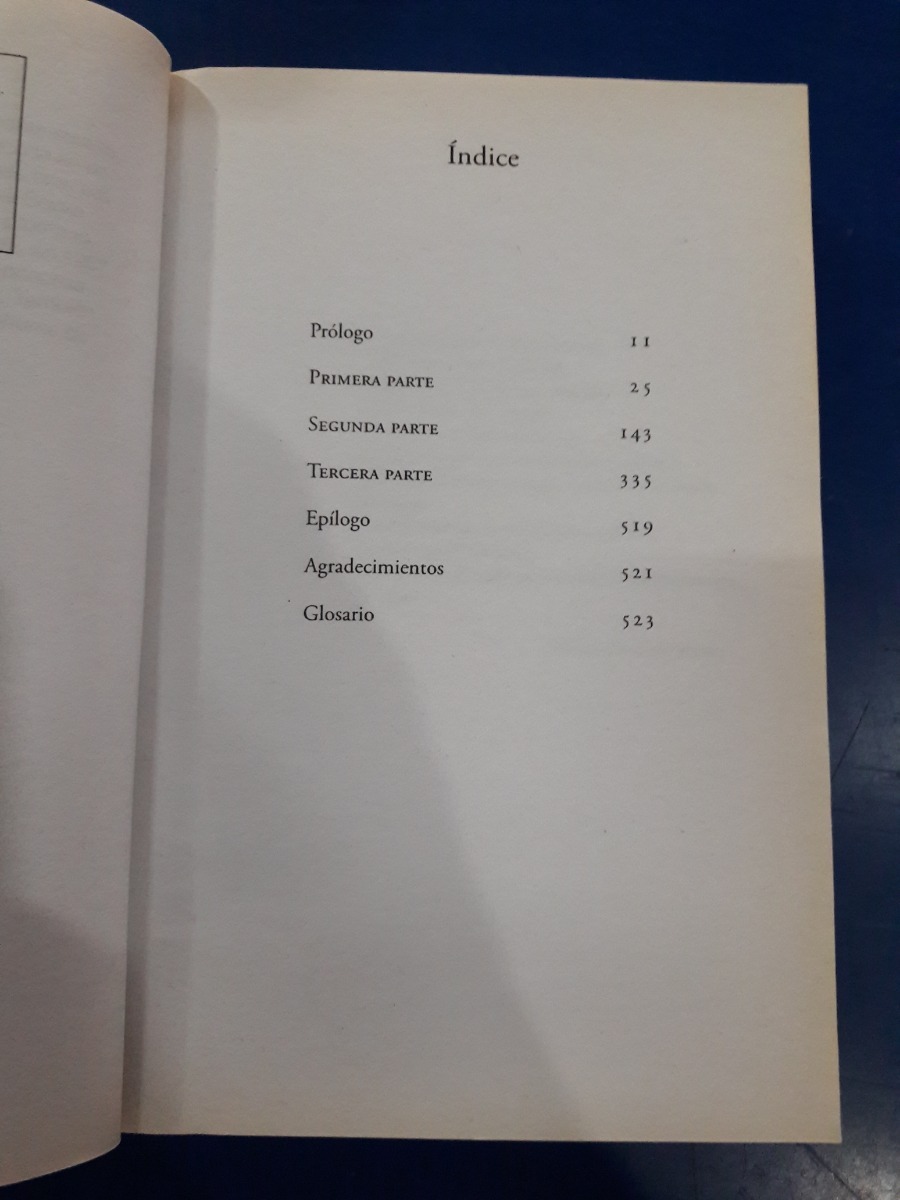 Índice
Prólogo 11
Primera parte 25
Segunda parte 143
Tercera parte 335
Epílogo 519
Agradecimientos 521
Glosario 523